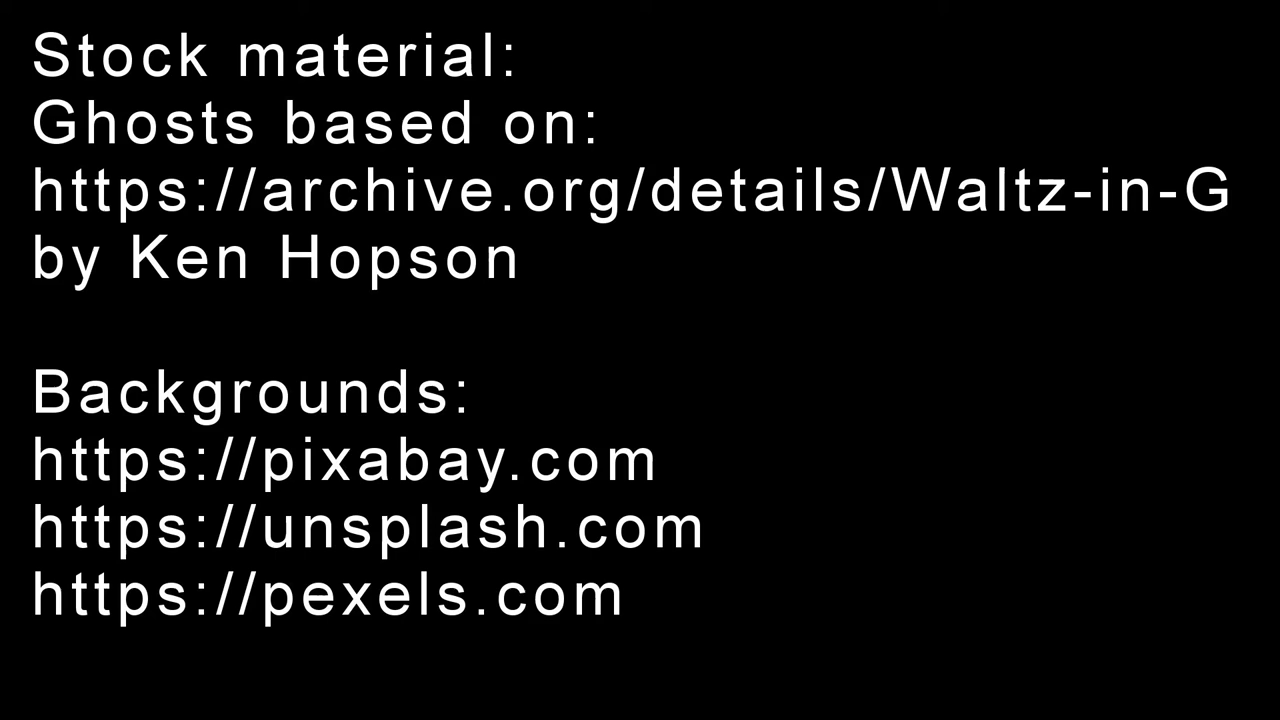 Stock material:
Ghosts based on:
https://archive.org/details/Waltz-in-G
by Ken Hopson
Backgrounds:
https://pixabay.com
https://unsplash.com
https://pexels.com